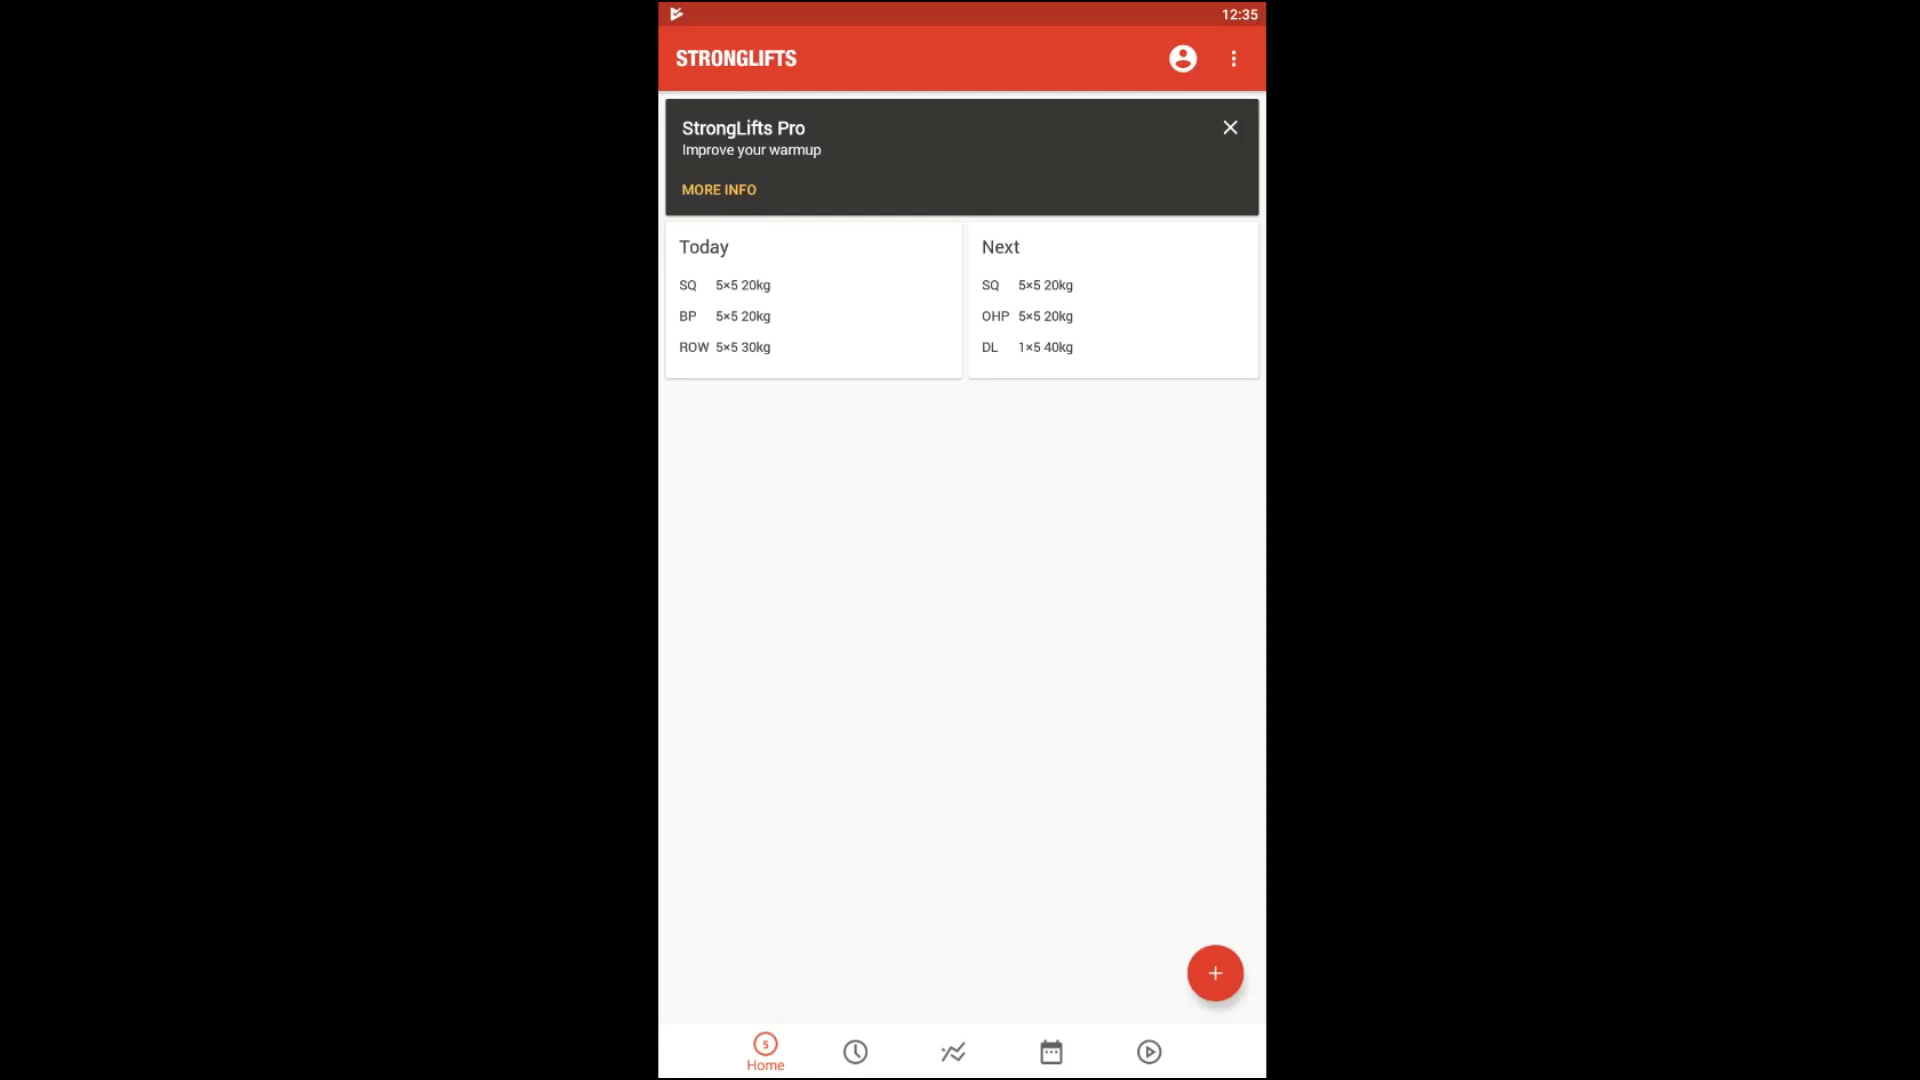 12:35
STRONGLIFTS
StrongLifts Pro
Improve your warmup
MORE INFO
Today
SQ 5×5 20kg
BP 5×5 20kg
ROW 5×5 30kg
Next
SQ 5×5 20kg
OHP 5×5 20kg
DL 1×5 40kg
5
Home